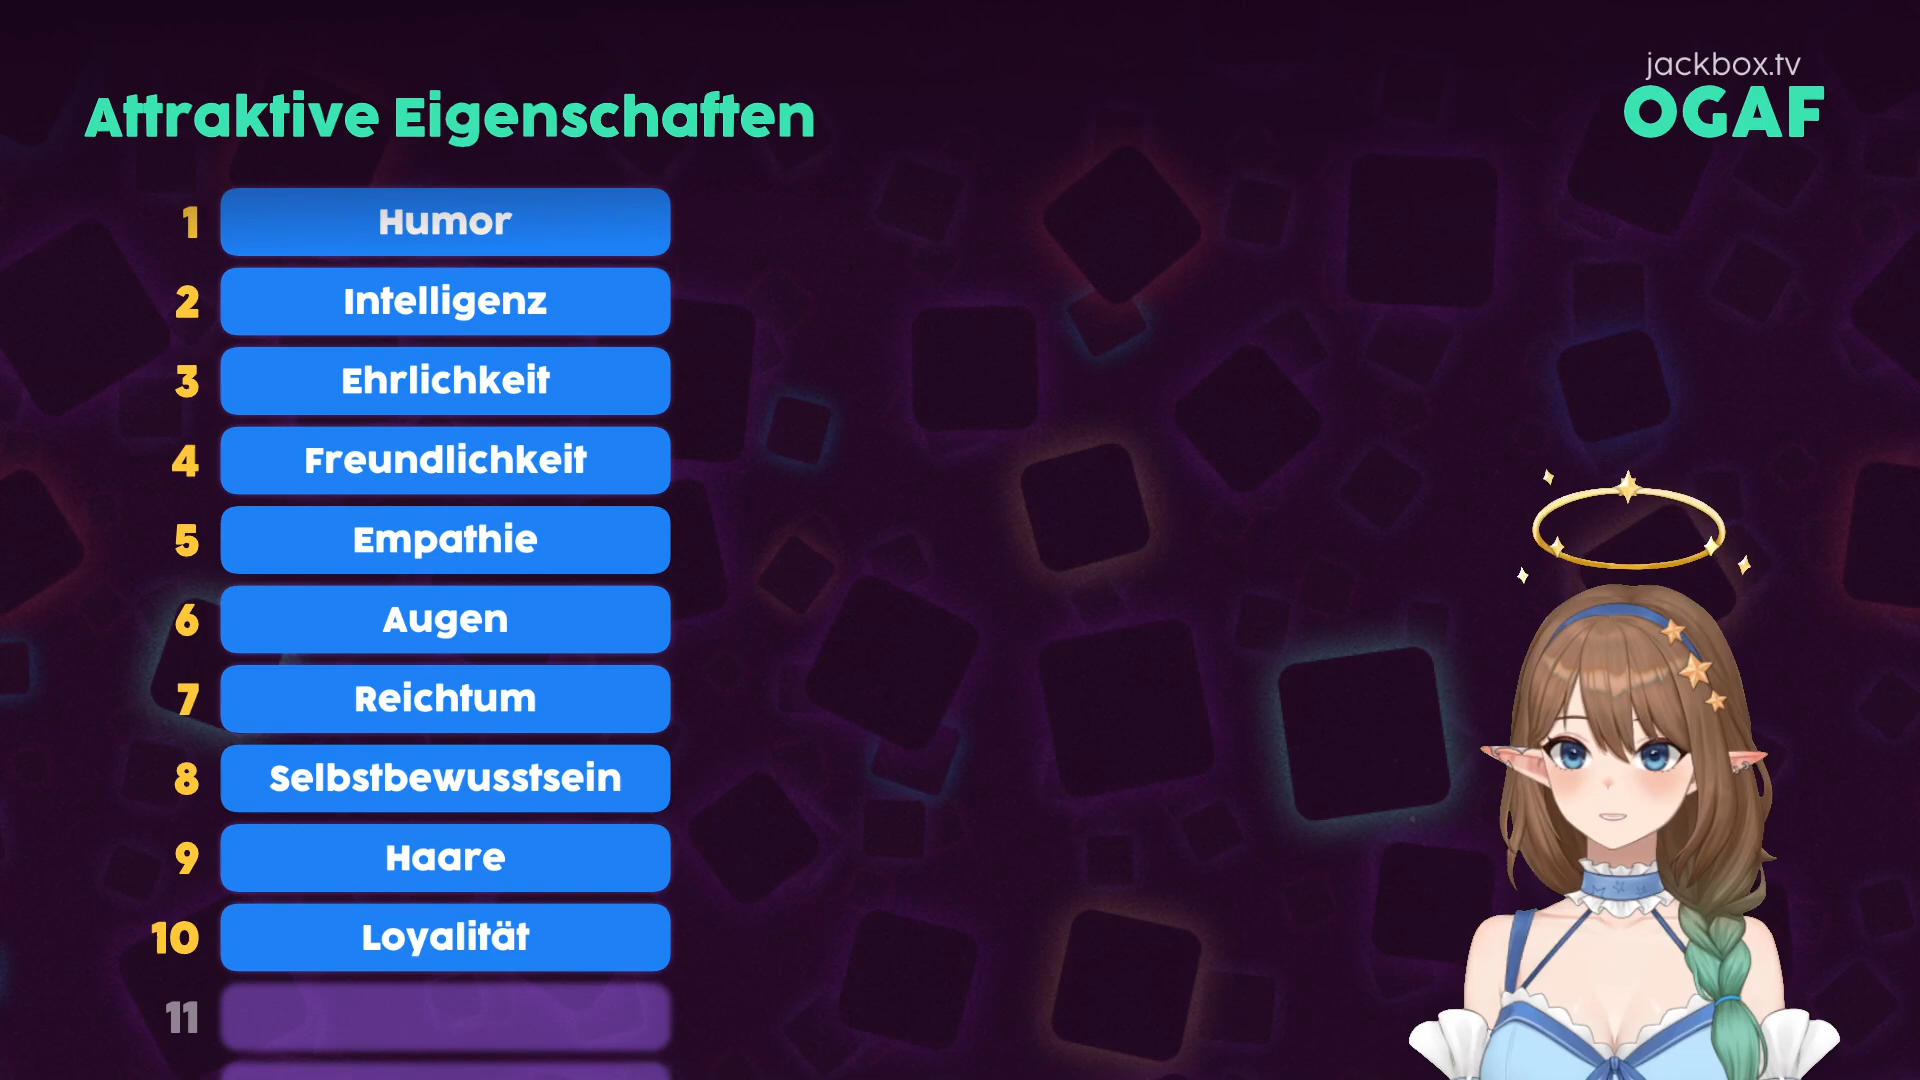 jackbox.tv
OGAF
Attraktive Eigenschaften
1 Humor
2 Intelligenz
3 Ehrlichkeit
4 Freundlichkeit
5 Empathie
6 Augen
7 Reichtum
8 Selbstbewusstsein
9 Haare
10 Loyalität
11